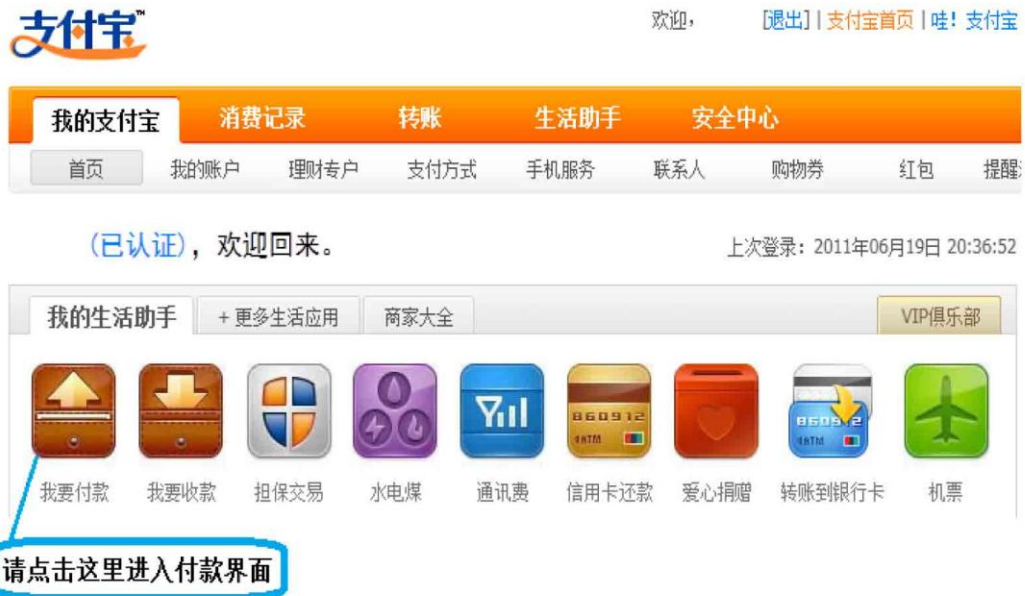 支付宝™
欢迎， [退出] | 支付宝首页 | 哇！支付宝
我的支付宝 消费记录 转账 生活助手 安全中心
首页 我的账户 理财专户 支付方式 手机服务 联系人 购物券 红包 提醒
(已认证)，欢迎回来。 上次登录：2011年06月19日 20:36:52
我的生活助手 + 更多生活应用 商家大全 VIP俱乐部
860912 860912
ATM ATM
我要付款 我要收款 担保交易 水电煤 通讯费 信用卡还款 爱心捐赠 转账到银行卡 机票
请点击这里进入付款界面